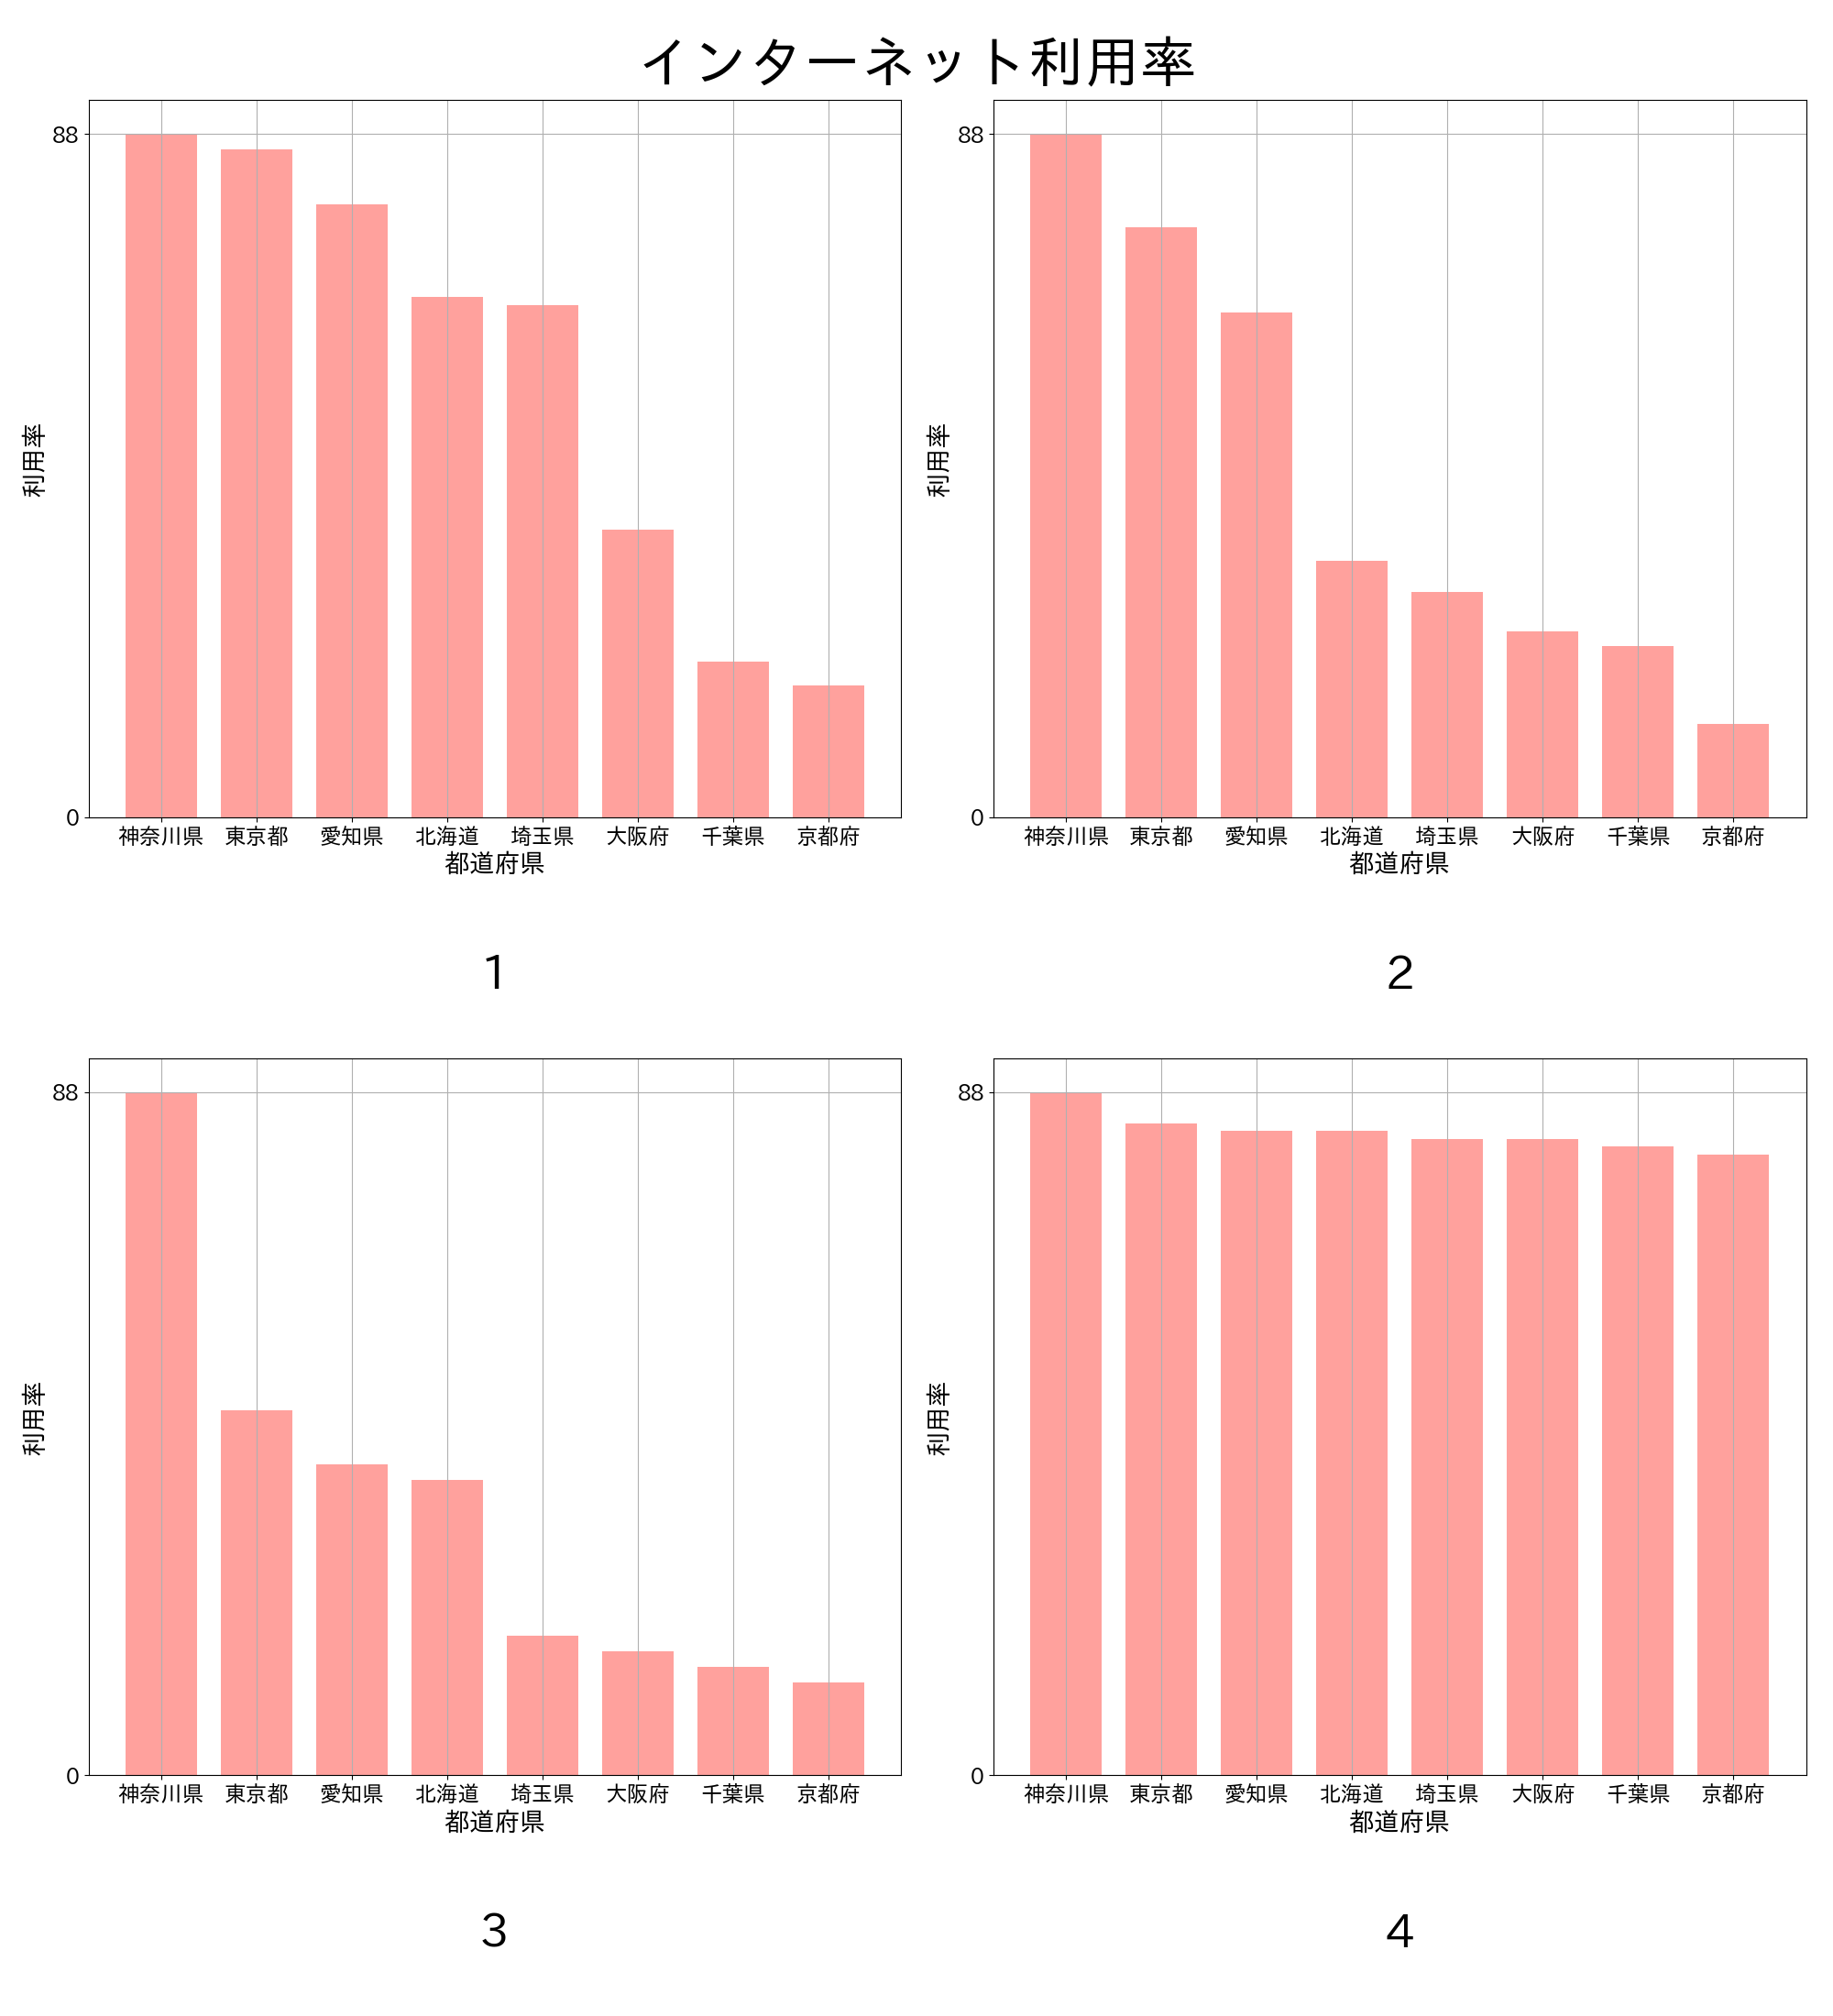 インターネット利用率
88
0
利用率
神奈川県 東京都 愛知県 北海道 埼玉県 大阪府 千葉県 京都府
都道府県
1
88
0
利用率
神奈川県 東京都 愛知県 北海道 埼玉県 大阪府 千葉県 京都府
都道府県
2
88
0
利用率
神奈川県 東京都 愛知県 北海道 埼玉県 大阪府 千葉県 京都府
都道府県
3
88
0
利用率
神奈川県 東京都 愛知県 北海道 埼玉県 大阪府 千葉県 京都府
都道府県
4